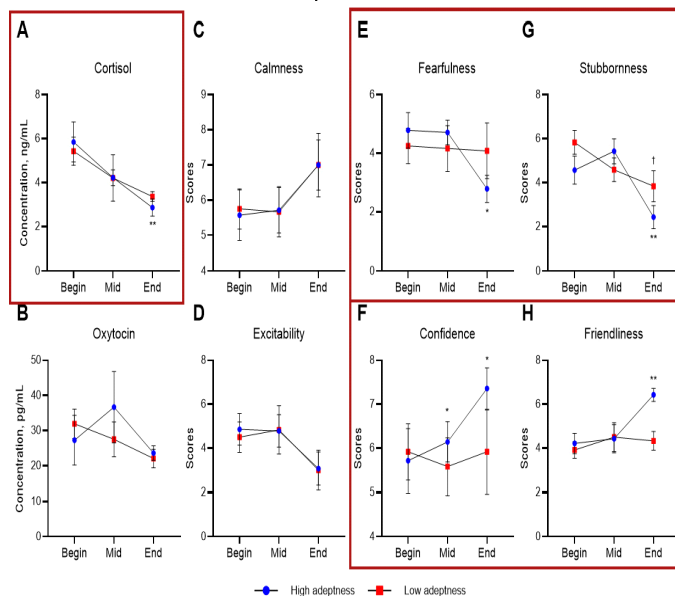 A
Cortisol
Concentration, ng/mL
8
6
4
2
0
Begin Mid End
**
C
Calmness
Scores
8
7
6
5
4
Begin Mid End
E
Fearfulness
Scores
6
4
2
0
Begin Mid End
*
G
Stubbornness
Scores
8
6
4
2
0
Begin Mid End
†
**
B
Oxytocin
Concentration, pg/mL
50
40
30
20
10
0
Begin Mid End
D
Excitability
Scores
8
6
4
2
0
Begin Mid End
F
Confidence
Scores
8
7
6
5
4
Begin Mid End
*
*
H
Friendliness
Scores
8
6
4
2
0
Begin Mid End
**
High adeptness Low adeptness